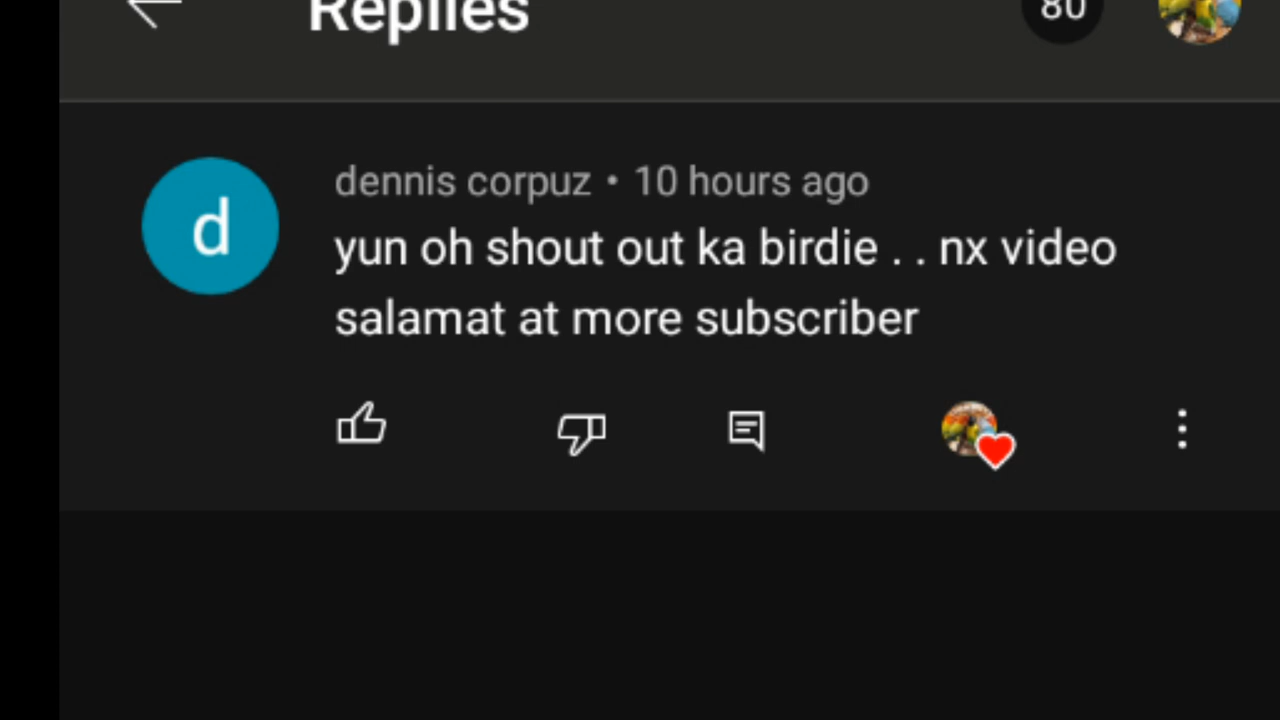 Replies
80
d
dennis corpuz • 10 hours ago
yun oh shout out ka birdie . . nx video
salamat at more subscriber